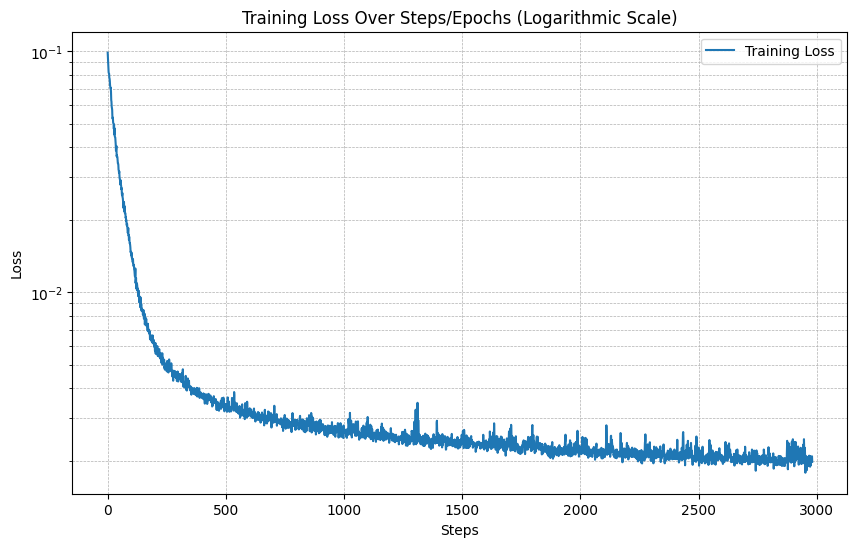 Training Loss Over Steps/Epochs (Logarithmic Scale)
Training Loss
10⁻¹
10⁻²
Loss
0 500 1000 1500 2000 2500 3000
Steps